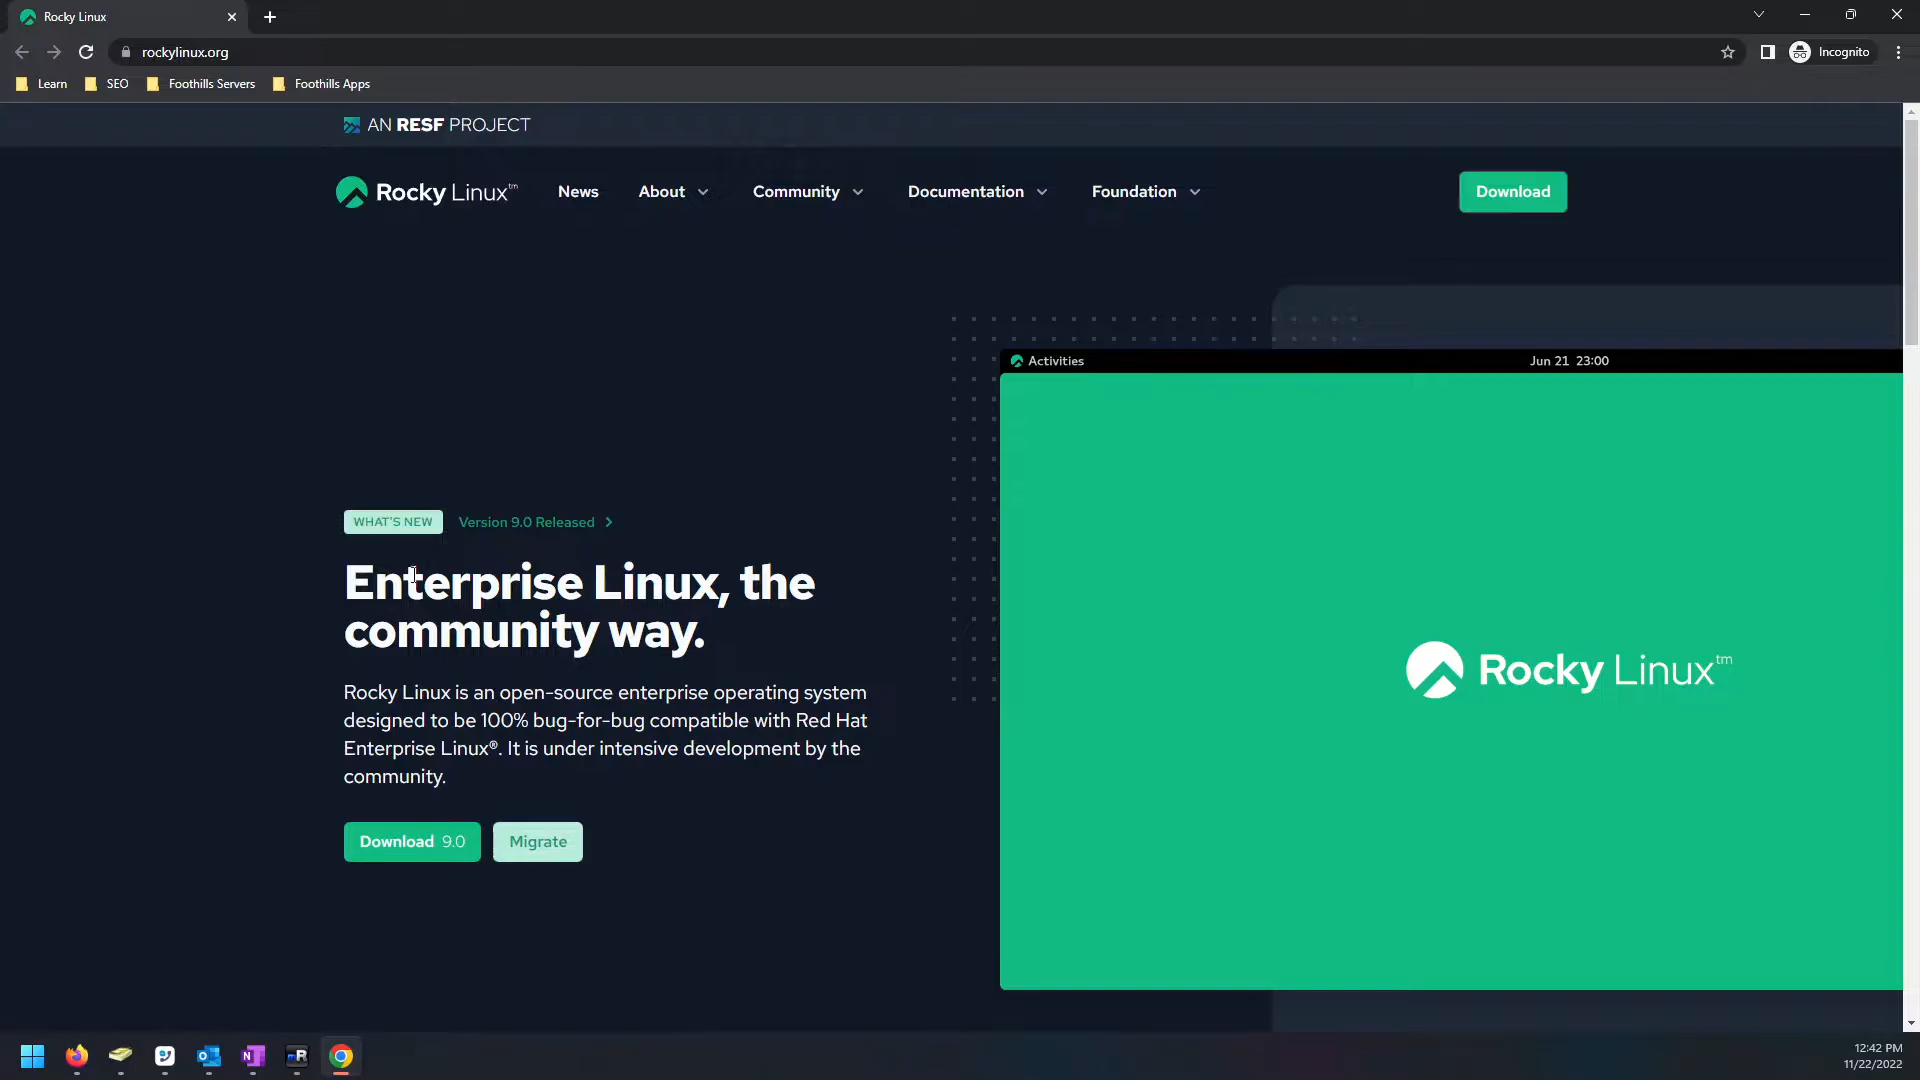 Rocky Linux
rockylinux.org
Incognito
Learn SEO Foothills Servers Foothills Apps
AN RESF PROJECT
Rocky Linux™ News About Community Documentation Foundation Download
Activities Jun 21 23:00
WHAT'S NEW Version 9.0 Released
Enterprise Linux, the
community way.
Rocky Linux™
Rocky Linux is an open-source enterprise operating system
designed to be 100% bug-for-bug compatible with Red Hat
Enterprise Linux®. It is under intensive development by the
community.
Download 9.0 Migrate
12:42 PM
11/22/2022